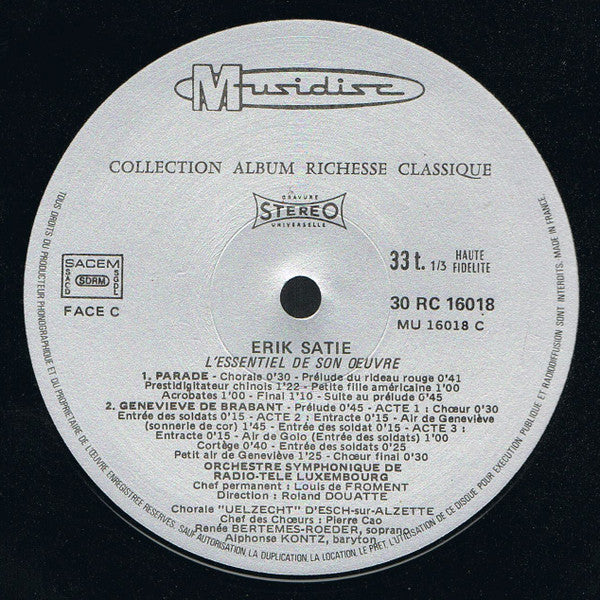 Musidisc
COLLECTION ALBUM RICHESSE CLASSIQUE
GRAVURE
STEREO
UNIVERSELLE
SACEM
SACD
SDRM
SGDL
FACE C
33 t. 1/3 HAUTE FIDELITE
30 RC 16018
MU 16018 C
ERIK SATIE
L'ESSENTIEL DE SON ŒUVRE
1. PARADE - Chorale 0'30 - Prélude du rideau rouge 0'41
Prestidigitateur chinois 1'22 - Petite fille américaine 1'00
Acrobates 1'00 - Final 1'10 - Suite au prélude 0'45
2. GENEVIEVE DE BRABANT - Prélude 0'45 - ACTE 1 : Chœur 0'30
Entrée des soldats 0'15 - ACTE 2 : Entracte 0'15 - Air de Geneviève
(sonnerie de cor) 1'45 - Entrée des soldat 0'15 - ACTE 3 :
Entracte 0'15 - Air de Golo (Entrée des soldats) 1'00
Cortège 0'40 - Entrée des soldats 0'25
Petit air de Geneviève 1'25 - Chœur final 0'30
ORCHESTRE SYMPHONIQUE DE
RADIO-TELE LUXEMBOURG
Chef permanent : Louis de FROMENT
Direction : Roland DOUATTE
Chorale "UELZECHT" D'ESCH-sur-ALZETTE
Chef des Chœurs : Pierre Cao
Renée BERTEMES-ROEDER, soprano
Alphonse KONTZ, baryton
TOUS DROITS DU PRODUCTEUR PHONOGRAPHIQUE ET DU PROPRIETAIRE DE L'ŒUVRE ENREGISTREE RESERVES. SAUF AUTORISATION, LA DUPLICATION, LA LOCATION, LE PRET, L'UTILISATION DE CE DISQUE POUR EXECUTION PUBLIQUE ET RADIODIFFUSION SONT INTERDITS. MADE IN FRANCE.